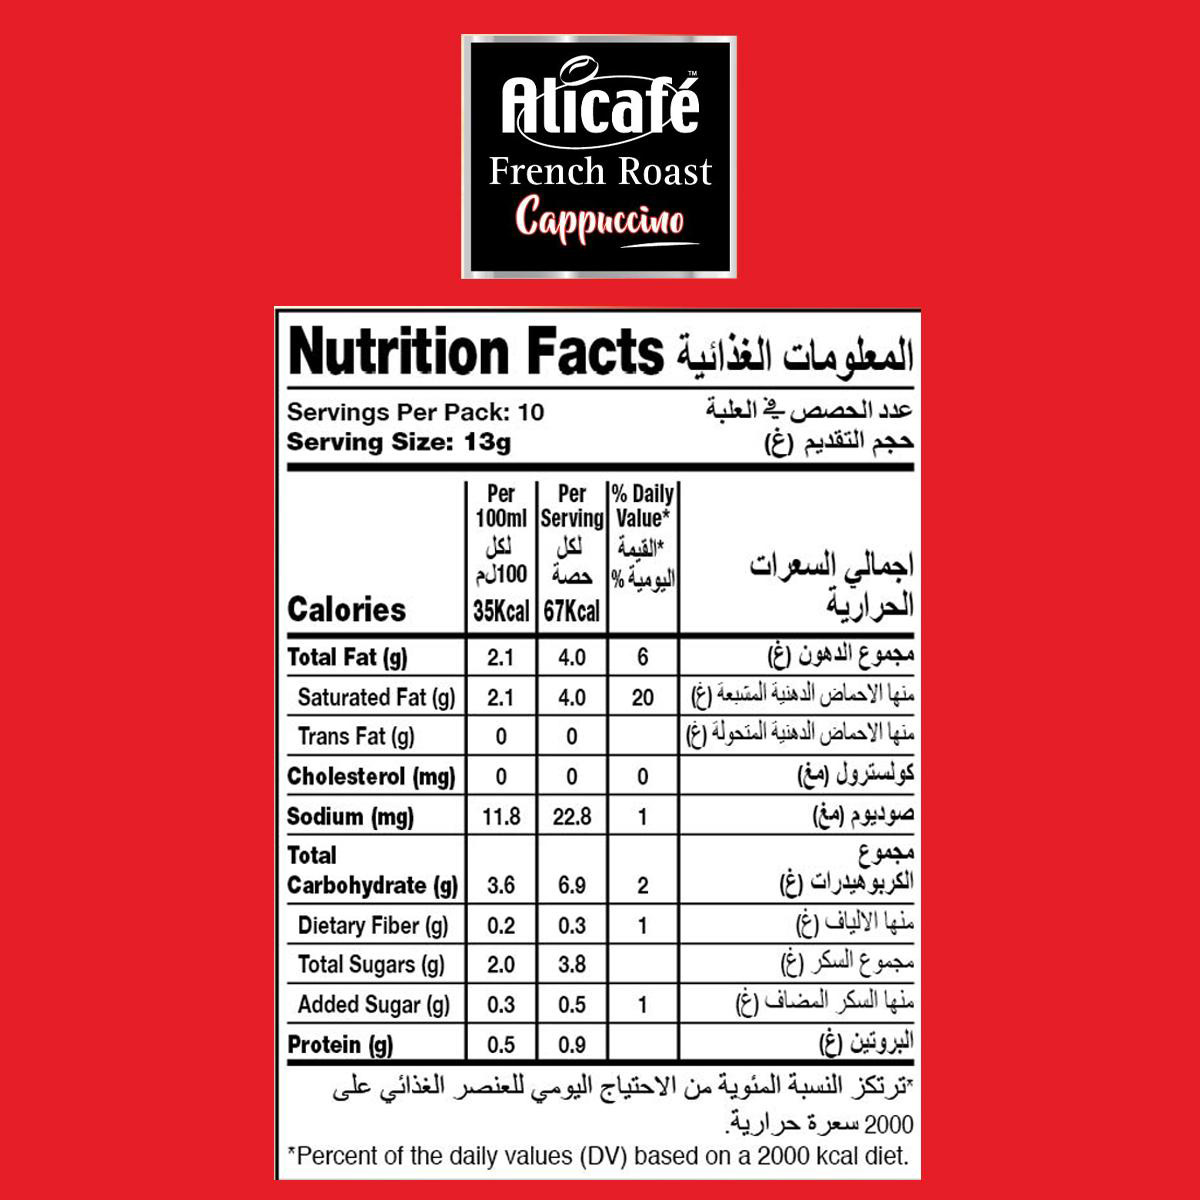 Alicafé™
French Roast
Cappuccino
Nutrition Facts المعلومات الغذائية
Servings Per Pack: 10 عدد الحصص في العلبة
Serving Size: 13g حجم التقديم (غ)
Per 100ml لكل 100لم
Per Serving لكل حصة
% Daily Value* القيمة* اليومية %
Calories 35Kcal 67Kcal اجمالي السعرات الحرارية
Total Fat (g) 2.1 4.0 6 مجموع الدهون (غ)
Saturated Fat (g) 2.1 4.0 20 منها الاحماض الدهنية المشبعة (غ)
Trans Fat (g) 0 0 منها الاحماض الدهنية المتحولة (غ)
Cholesterol (mg) 0 0 0 كولسترول (مغ)
Sodium (mg) 11.8 22.8 1 صوديوم (مغ)
Total Carbohydrate (g) 3.6 6.9 2 مجموع الكربوهيدرات (غ)
Dietary Fiber (g) 0.2 0.3 1 منها الالياف (غ)
Total Sugars (g) 2.0 3.8 مجموع السكر (غ)
Added Sugar (g) 0.3 0.5 1 منها السكر المضاف (غ)
Protein (g) 0.5 0.9 البروتين (غ)
*ترتكز النسبة المئوية من الاحتياج اليومي للعنصر الغذائي على
2000 سعرة حرارية.
*Percent of the daily values (DV) based on a 2000 kcal diet.